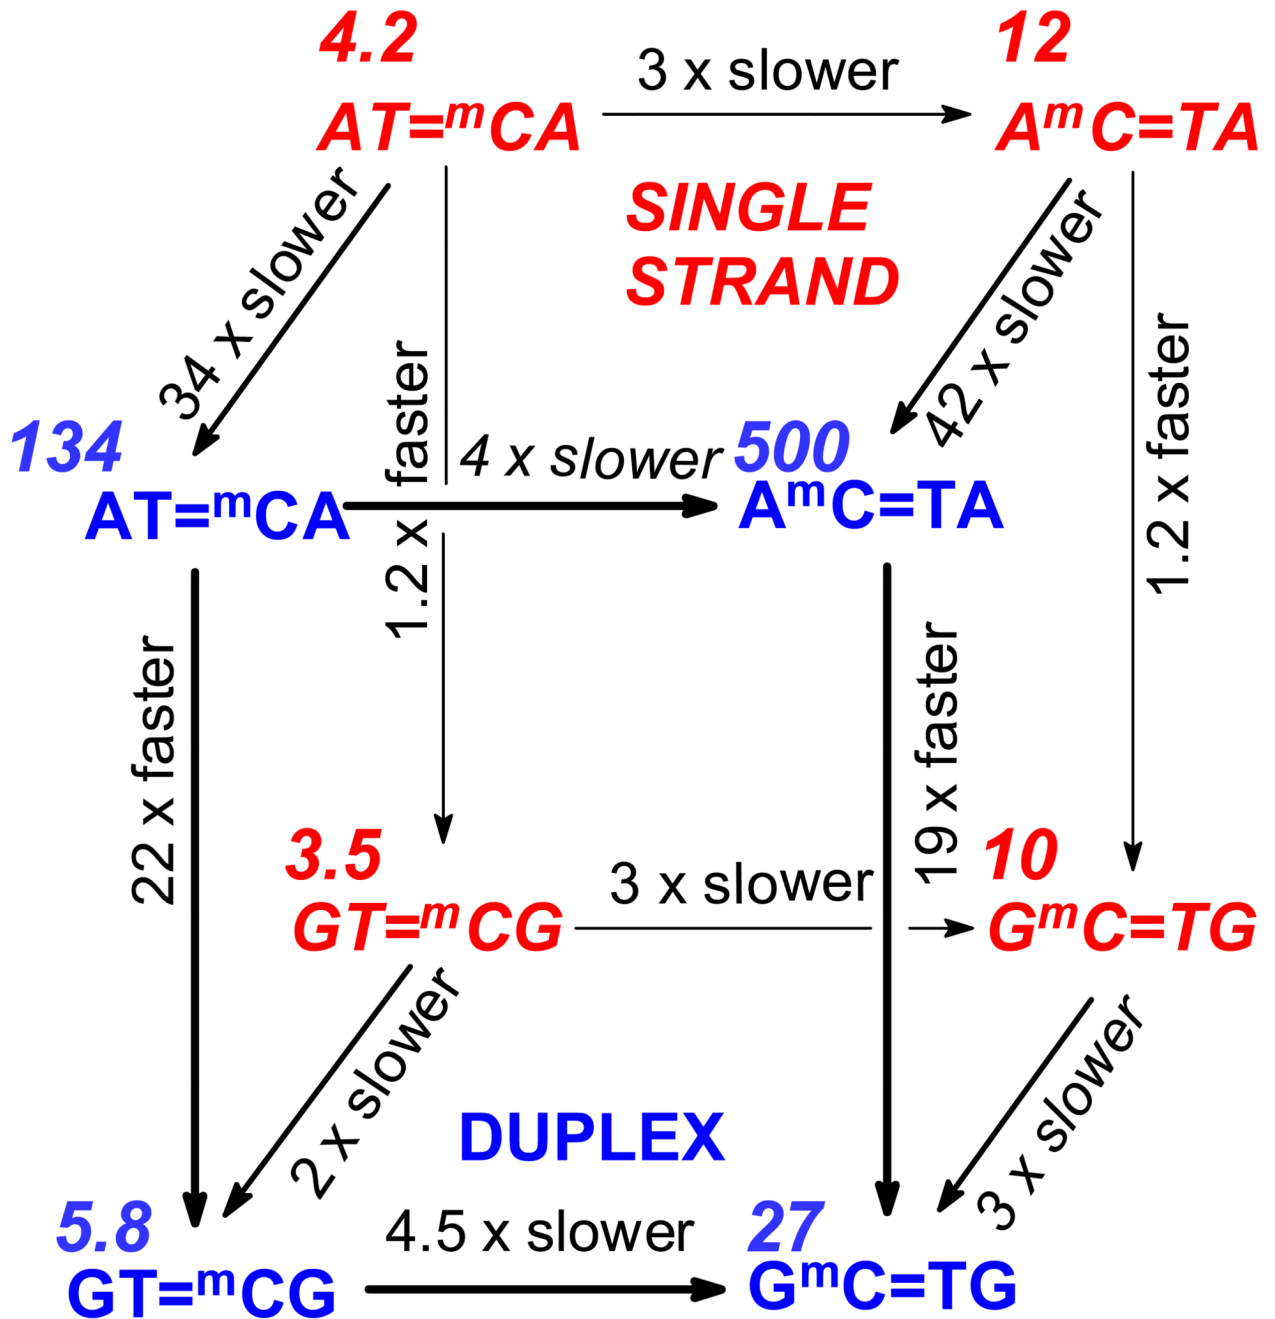 4.2
12
3 x slower
AT=ᵐCA
AᵐC=TA
SINGLE
STRAND
34 x slower
42 x slower
1.2 x faster
1.2 x faster
134
4 x slower
500
AT=ᵐCA
AᵐC=TA
22 x faster
19 x faster
3.5
3 x slower
10
GT=ᵐCG
GᵐC=TG
2 x slower
3 x slower
DUPLEX
5.8
4.5 x slower
27
GT=ᵐCG
GᵐC=TG